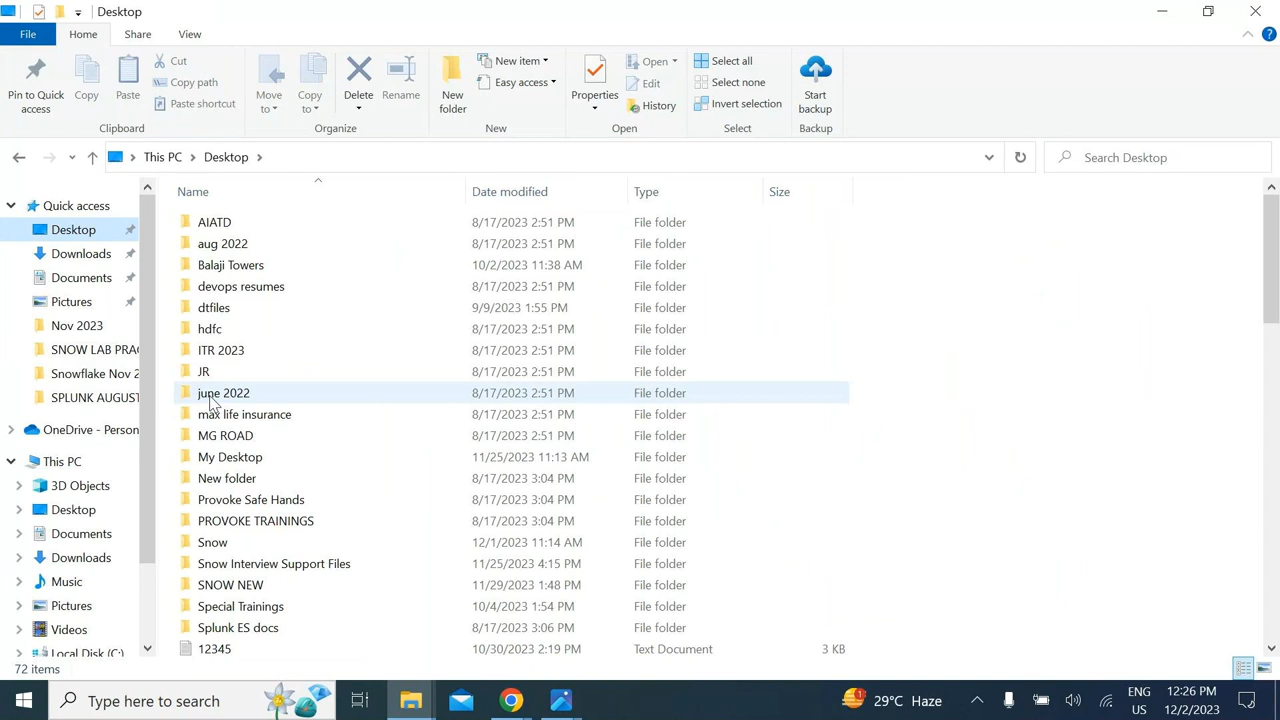 Desktop
File Home Share View
Pin to Quick access
Copy
Paste
Cut
Copy path
Paste shortcut
Clipboard
Move to
Copy to
Delete
Rename
Organize
New folder
New item
Easy access
New
Properties
Open
Edit
History
Open
Select all
Select none
Invert selection
Select
Start backup
Backup
This PC Desktop
Search Desktop
Quick access
Desktop
Downloads
Documents
Pictures
Nov 2023
SNOW LAB PRA
Snowflake Nov 2
SPLUNK AUGUST
OneDrive - Person
This PC
3D Objects
Desktop
Documents
Downloads
Music
Pictures
Videos
Local Disk (C:)
Name Date modified Type Size
AIATD 8/17/2023 2:51 PM File folder
aug 2022 8/17/2023 2:51 PM File folder
Balaji Towers 10/2/2023 11:38 AM File folder
devops resumes 8/17/2023 2:51 PM File folder
dtfiles 9/9/2023 1:55 PM File folder
hdfc 8/17/2023 2:51 PM File folder
ITR 2023 8/17/2023 2:51 PM File folder
JR 8/17/2023 2:51 PM File folder
june 2022 8/17/2023 2:51 PM File folder
max life insurance 8/17/2023 2:51 PM File folder
MG ROAD 8/17/2023 2:51 PM File folder
My Desktop 11/25/2023 11:13 AM File folder
New folder 8/17/2023 3:04 PM File folder
Provoke Safe Hands 8/17/2023 3:04 PM File folder
PROVOKE TRAININGS 8/17/2023 3:04 PM File folder
Snow 12/1/2023 11:14 AM File folder
Snow Interview Support Files 11/25/2023 4:15 PM File folder
SNOW NEW 11/29/2023 1:48 PM File folder
Special Trainings 10/4/2023 1:54 PM File folder
Splunk ES docs 8/17/2023 3:06 PM File folder
12345 10/30/2023 2:19 PM Text Document 3 KB
72 items
Type here to search
29°C Haze
ENG
US
12:26 PM
12/2/2023